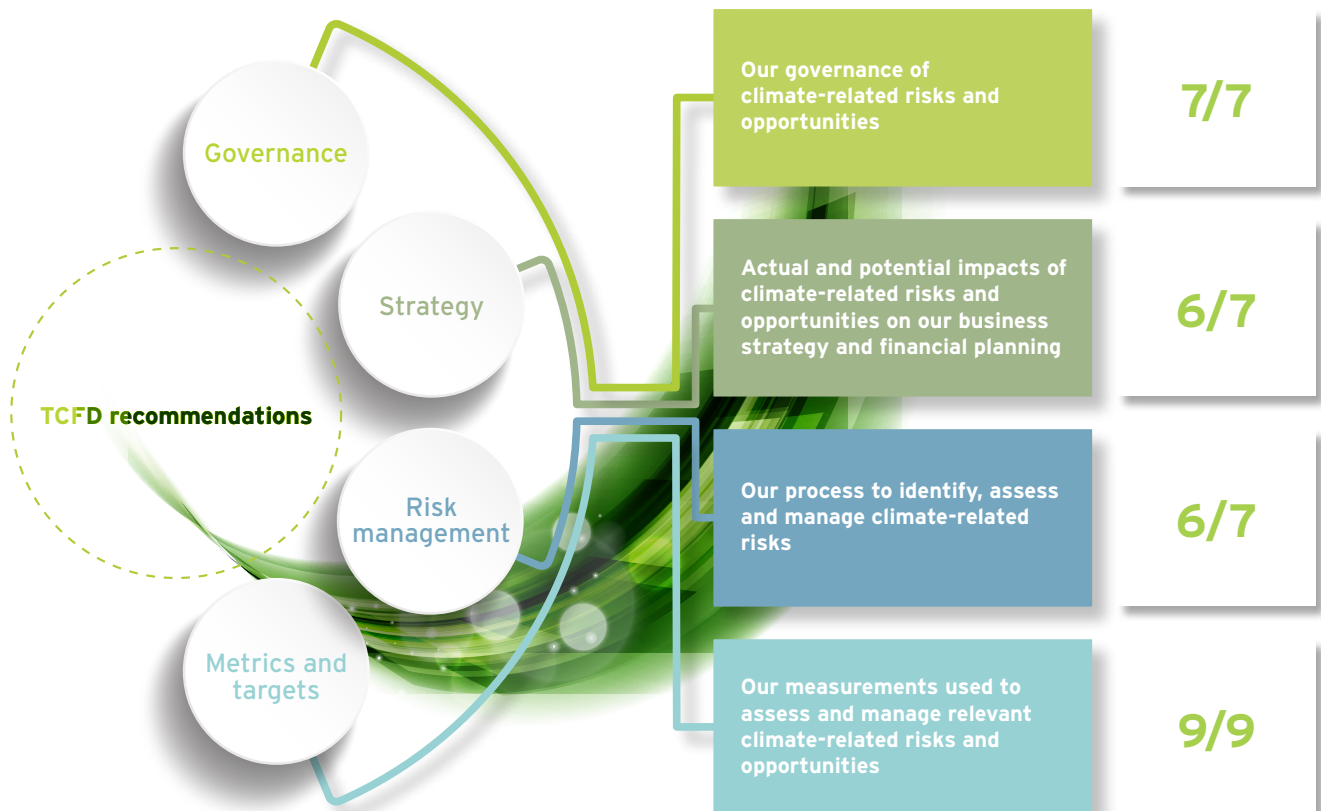 Governance
Strategy
TCFD recommendations
Risk
management
Metrics and
targets
Our governance of
climate-related risks and
opportunities
7/7
Actual and potential impacts of
climate-related risks and
opportunities on our business
strategy and financial planning
6/7
Our process to identify, assess
and manage climate-related
risks
6/7
Our measurements used to
assess and manage relevant
climate-related risks and
opportunities
9/9